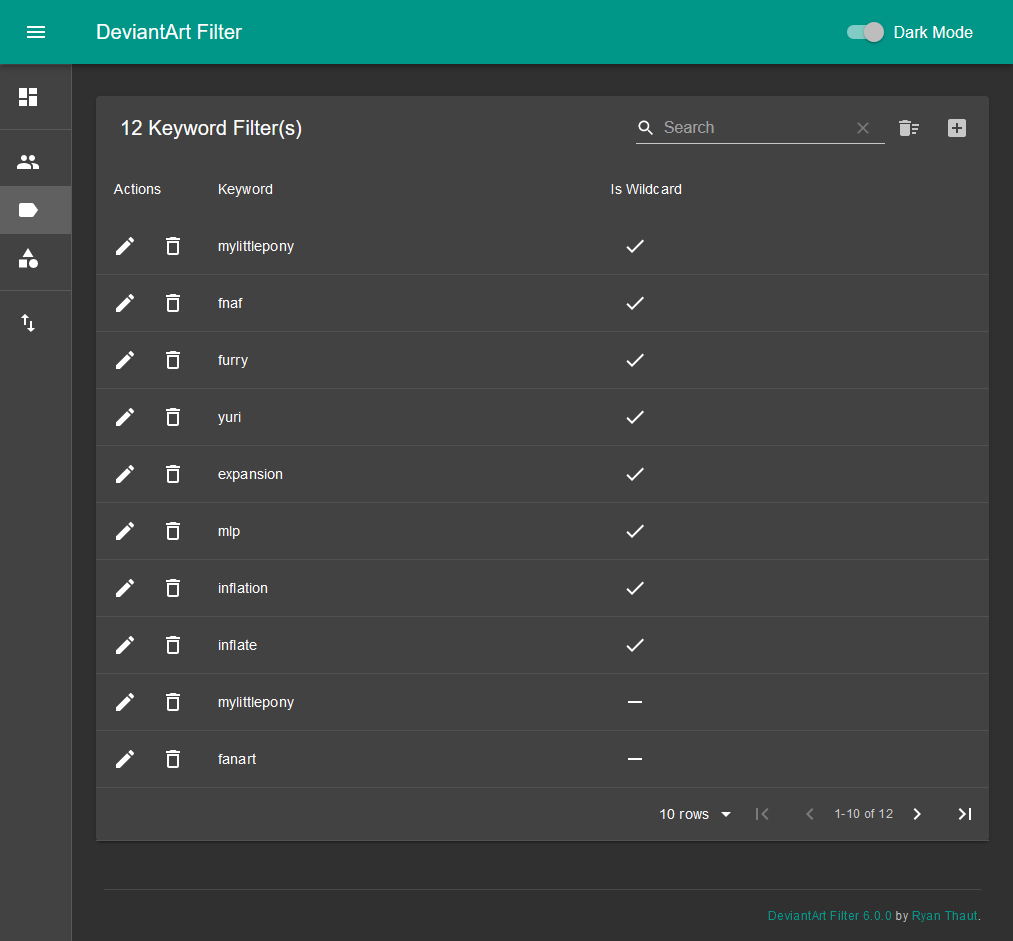 DeviantArt Filter
Dark Mode
12 Keyword Filter(s)
Search
Actions Keyword Is Wildcard
mylittlepony
fnaf
furry
yuri
expansion
mlp
inflation
inflate
mylittlepony
fanart
10 rows 1-10 of 12
DeviantArt Filter 6.0.0 by Ryan Thaut.